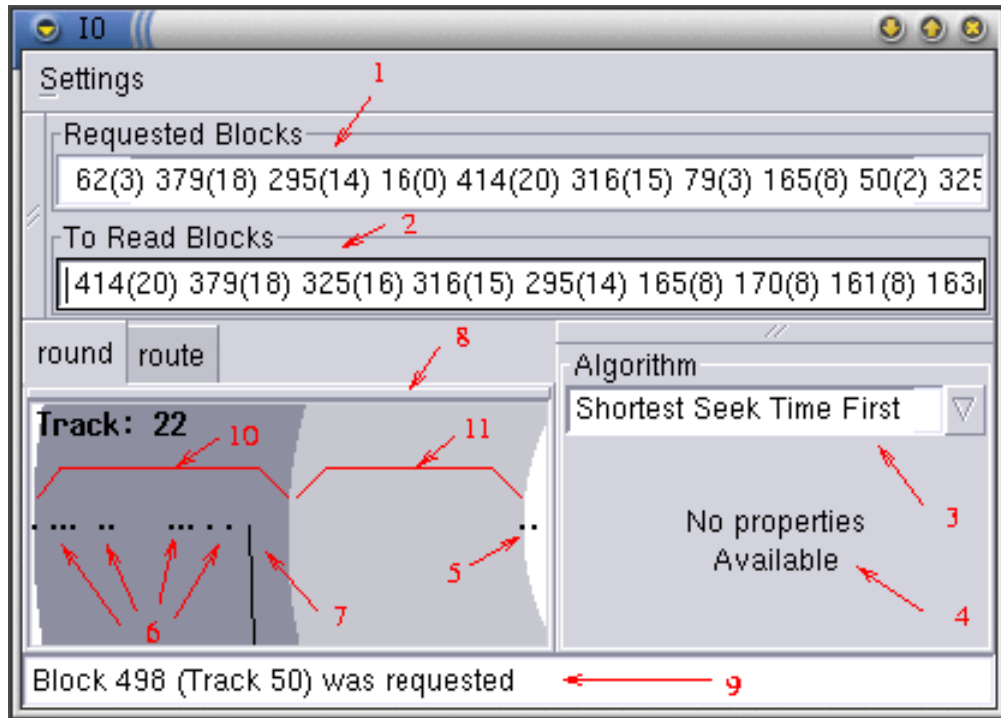 IO
Settings
1
Requested Blocks
62(3) 379(18) 295(14) 16(0) 414(20) 316(15) 79(3) 165(8) 50(2) 325
2
To Read Blocks
414(20) 379(18) 325(16) 316(15) 295(14) 165(8) 170(8) 161(8) 163(
round route
8
Algorithm
Shortest Seek Time First
Track: 22
10
11
3
No properties
Available
5
6
7
4
Block 498 (Track 50) was requested
9